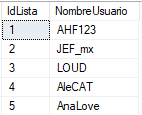 IdLista NombreUsuario
1 AHF123
2 JEF_mx
3 LOUD
4 AleCAT
5 AnaLove